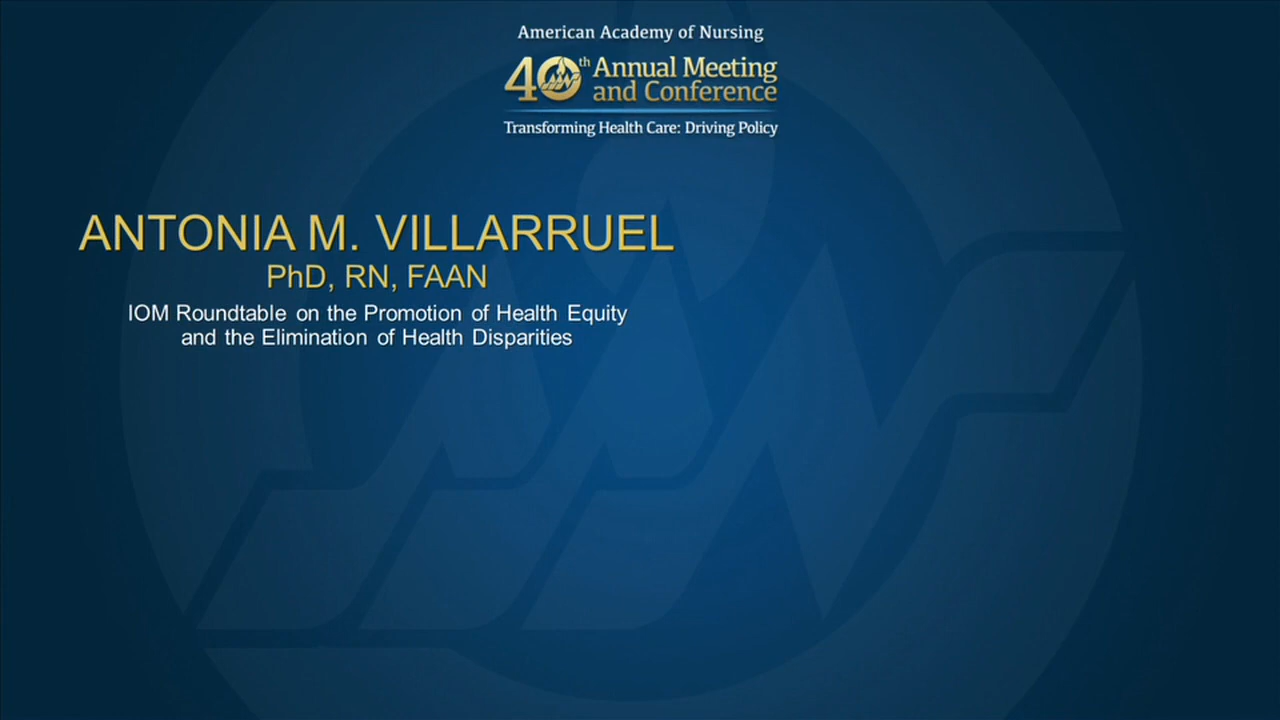 American Academy of Nursing
40th Annual Meeting
and Conference
Transforming Health Care: Driving Policy
ANTONIA M. VILLARRUEL
PhD, RN, FAAN
IOM Roundtable on the Promotion of Health Equity
and the Elimination of Health Disparities